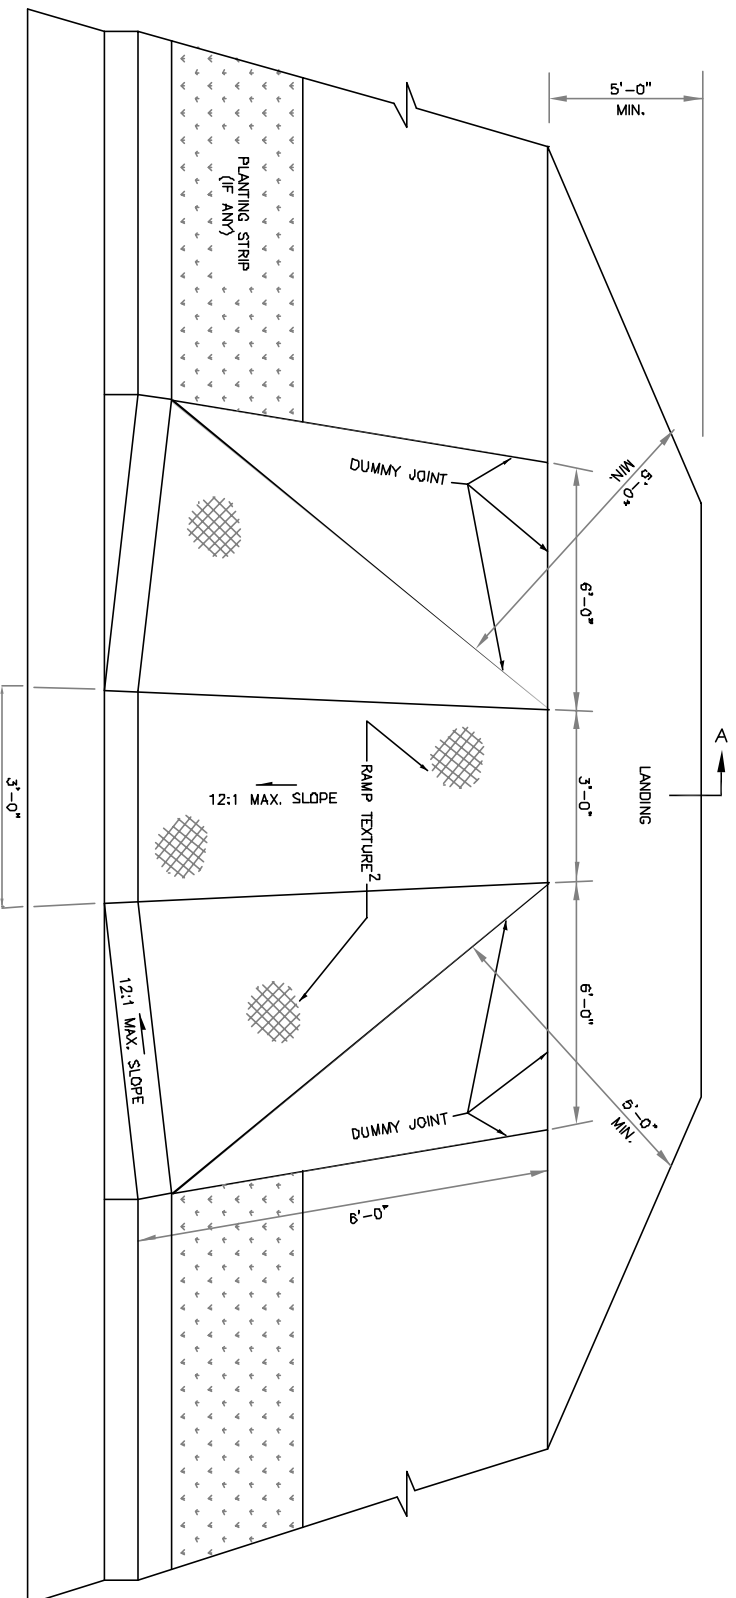 5'-0"
MIN.
PLANTING STRIP
(IF ANY)
DUMMY JOINT
5'-0"
MIN.
6'-0"
A
LANDING
3'-0"
3'-0"
12:1 MAX. SLOPE
RAMP TEXTURE2
12:1 MAX. SLOPE
6'-0"
5'-0"
MIN.
DUMMY JOINT
6'-0"